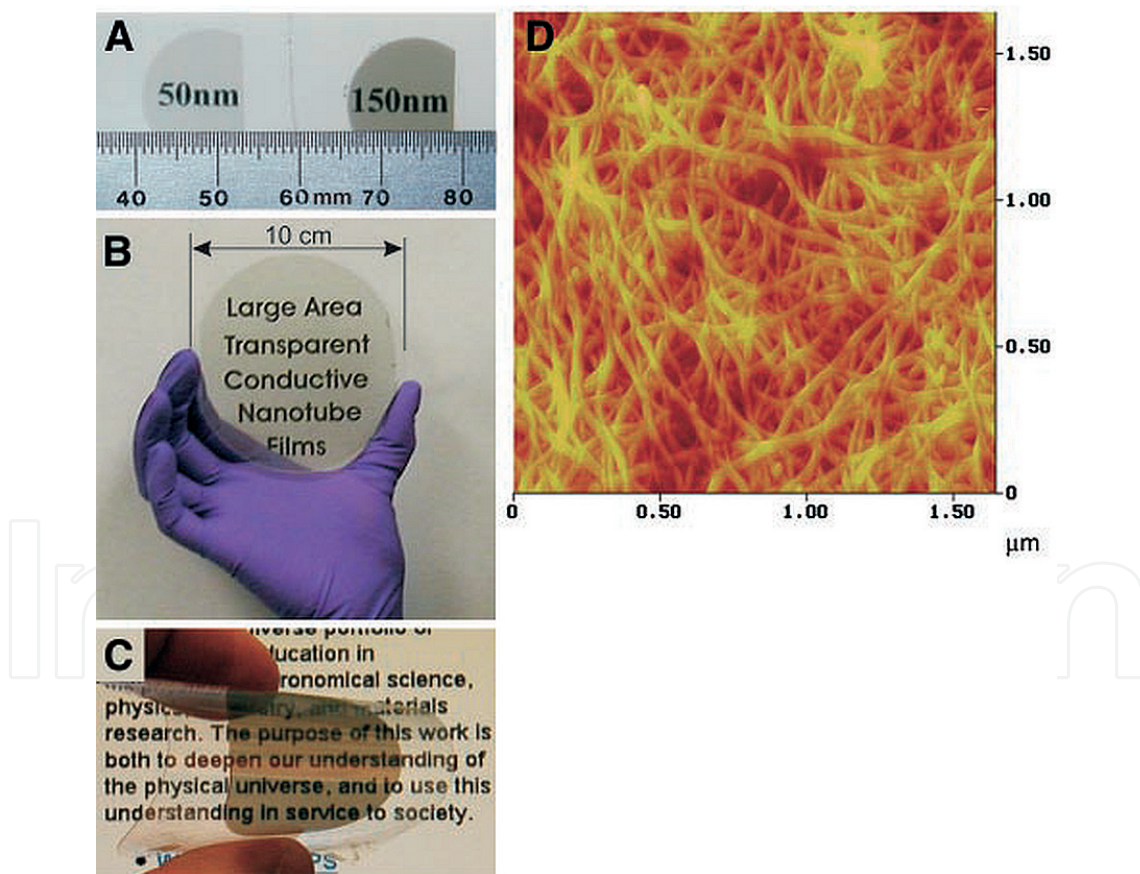 A
50nm
150nm
40 50 60 mm 70 80
B
10 cm
Large Area
Transparent
Conductive
Nanotube
Films
C
in
ronomical science,
and
research. The purpose of this work is
both to deepen our understanding of
the physical universe, and to use this
understanding in service to society.
D
1.50
1.00
0.50
0
0 0.50 1.00 1.50
µm